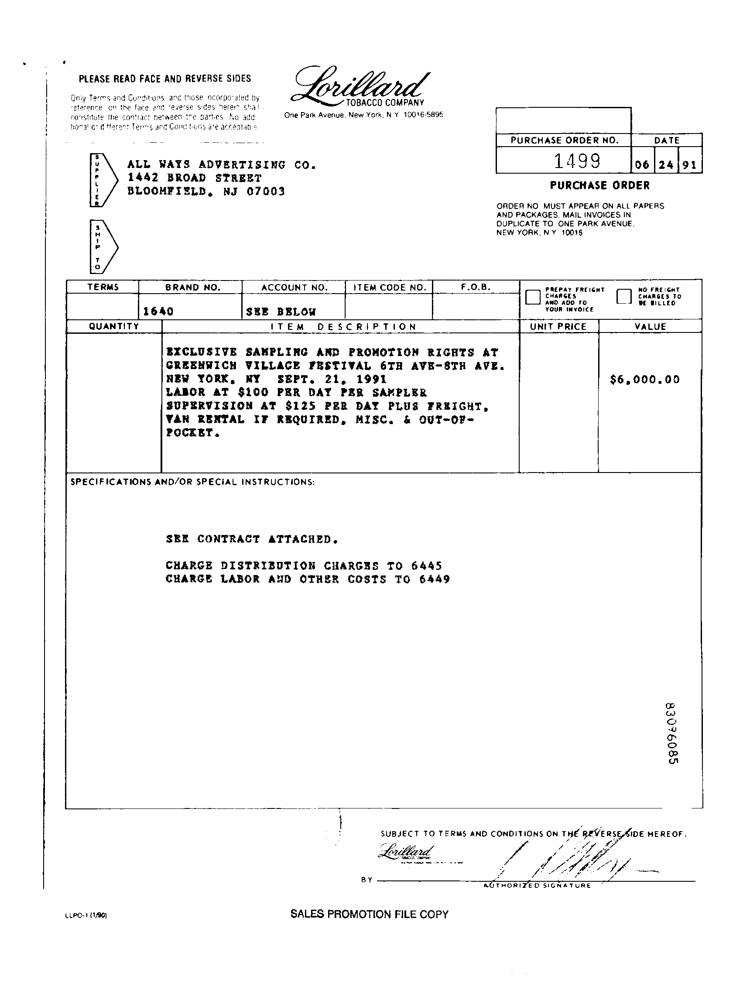 PLEASE READ FACE AND REVERSE SIDES
Only Terms and Conditions, and those incorporated by
reference, on the face and reverse sides herein shall
constitute the contract between the parties. No addi-
tional or different Terms and Conditions are acceptable.
Lorillard
TOBACCO COMPANY
One Park Avenue, New York, N Y 10016-5895
PURCHASE ORDER NO. DATE
1499 06 24 91
PURCHASE ORDER
ORDER NO MUST APPEAR ON ALL PAPERS
AND PACKAGES. MAIL INVOICES IN
DUPLICATE TO. ONE PARK AVENUE,
NEW YORK, N Y 10016
SUPPLIER
ALL WAYS ADVERTISING CO.
1442 BROAD STREET
BLOOMFIELD, NJ 07003
SHIP TO
TERMS BRAND NO. ACCOUNT NO. ITEM CODE NO. F.O.B.
PREPAY FREIGHT
CHARGES
AND ADD TO
YOUR INVOICE
NO FREIGHT
CHARGES TO
BE BILLED
1640 SEE BELOW
QUANTITY ITEM DESCRIPTION UNIT PRICE VALUE
EXCLUSIVE SAMPLING AND PROMOTION RIGHTS AT
GREENWICH VILLAGE FESTIVAL 6TH AVE-8TH AVE.
NEW YORK, NY SEPT. 21, 1991 $6,000.00
LABOR AT $100 PER DAY PER SAMPLER
SUPERVISION AT $125 PER DAY PLUS FREIGHT,
VAN RENTAL IF REQUIRED, MISC. & OUT-OF-
POCKET.
SPECIFICATIONS AND/OR SPECIAL INSTRUCTIONS:
SEE CONTRACT ATTACHED.
CHARGE DISTRIBUTION CHARGES TO 6445
CHARGE LABOR AND OTHER COSTS TO 6449
83096085
SUBJECT TO TERMS AND CONDITIONS ON THE REVERSE SIDE HEREOF.
Lorillard
BY
AUTHORIZED SIGNATURE
LLPO-1 (1/90)
SALES PROMOTION FILE COPY